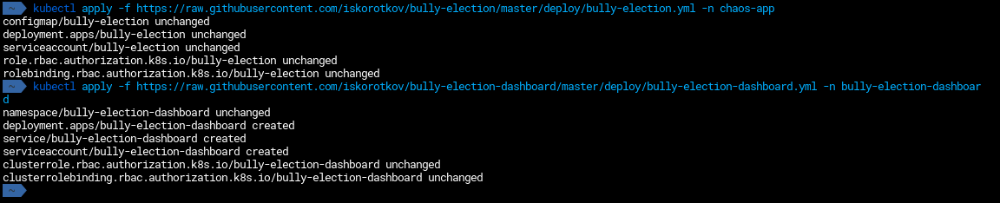 ~ kubectl apply -f https://raw.githubusercontent.com/iskorotkov/bully-election/master/deploy/bully-election.yml -n chaos-app
configmap/bully-election unchanged
deployment.apps/bully-election unchanged
serviceaccount/bully-election unchanged
role.rbac.authorization.k8s.io/bully-election unchanged
rolebinding.rbac.authorization.k8s.io/bully-election unchanged
~ kubectl apply -f https://raw.githubusercontent.com/iskorotkov/bully-election-dashboard/master/deploy/bully-election-dashboard.yml -n bully-election-dashboar
d
namespace/bully-election-dashboard unchanged
deployment.apps/bully-election-dashboard created
service/bully-election-dashboard created
serviceaccount/bully-election-dashboard created
clusterrole.rbac.authorization.k8s.io/bully-election-dashboard unchanged
clusterrolebinding.rbac.authorization.k8s.io/bully-election-dashboard unchanged
~